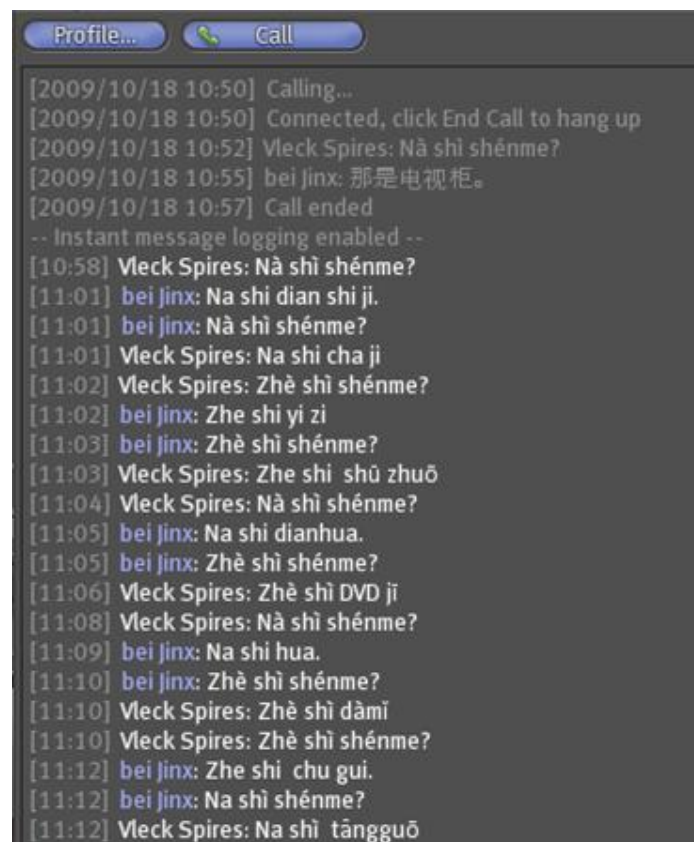 Profile... Call
[2009/10/18 10:50] Calling...
[2009/10/18 10:50] Connected, click End Call to hang up
[2009/10/18 10:52] Vleck Spires: Nà shì shénme?
[2009/10/18 10:55] bei Jinx: 那是电视柜。
[2009/10/18 10:57] Call ended
-- Instant message logging enabled --
[10:58] Vleck Spires: Nà shì shénme?
[11:01] bei Jinx: Na shi dian shi ji.
[11:01] bei Jinx: Nà shì shénme?
[11:01] Vleck Spires: Na shi cha ji
[11:02] Vleck Spires: Zhè shì shénme?
[11:02] bei Jinx: Zhe shi yi zi
[11:03] bei Jinx: Zhè shì shénme?
[11:03] Vleck Spires: Zhe shi shū zhuō
[11:04] Vleck Spires: Nà shì shénme?
[11:05] bei Jinx: Na shi dianhua.
[11:05] bei Jinx: Zhè shì shénme?
[11:06] Vleck Spires: Zhè shì DVD jī
[11:08] Vleck Spires: Nà shì shénme?
[11:09] bei Jinx: Na shi hua.
[11:10] bei Jinx: Zhè shì shénme?
[11:10] Vleck Spires: Zhè shì dàmǐ
[11:10] Vleck Spires: Zhè shì shénme?
[11:12] bei Jinx: Zhe shi chu gui.
[11:12] bei Jinx: Na shì shénme?
[11:12] Vleck Spires: Na shì tāngguō